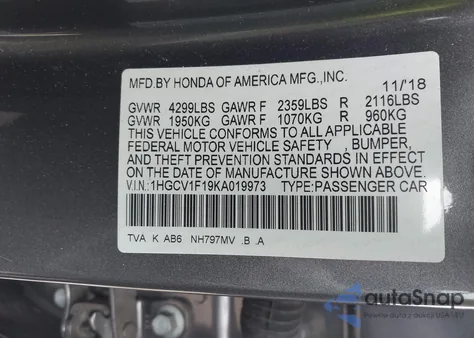 MFD.BY HONDA OF AMERICA MFG.,INC. 11/'18
GVWR 4299LBS GAWR F 2359LBS R 2116LBS
GVWR 1950KG GAWR F 1070KG R 960KG
THIS VEHICLE CONFORMS TO ALL APPLICABLE
FEDERAL MOTOR VEHICLE SAFETY , BUMPER,
AND THEFT PREVENTION STANDARDS IN EFFECT
ON THE DATE OF MANUFACTURE SHOWN ABOVE.
V.I.N.: 1HGCV1F19KA019973 TYPE:PASSENGER CAR
TVA K AB6 NH797MV .B .A
autoSnap